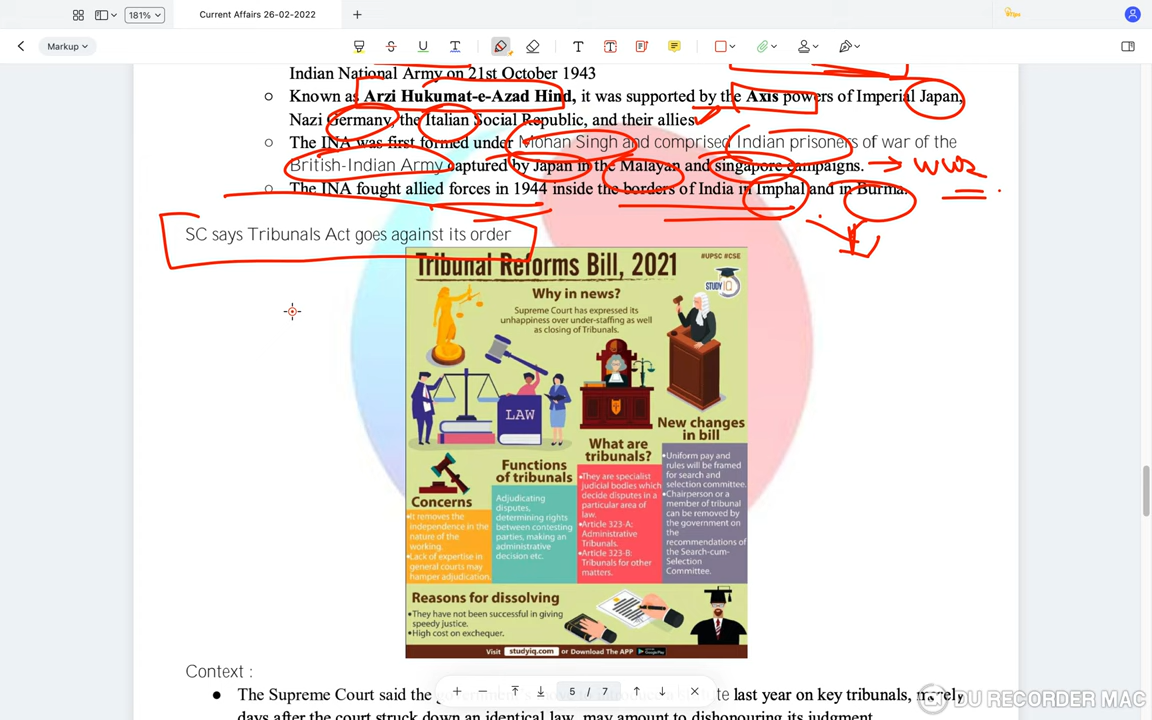 181%
Current Affairs 26-02-2022
Markup
Indian National Army on 21st October 1943
Known as Arzi Hukumat-e-Azad Hind, it was supported by the Axis powers of Imperial Japan,
Nazi Germany, the Italian Social Republic, and their allies
The INA was first formed under Mohan Singh and comprised Indian prisoners of war of the
British-Indian Army captured by Japan in the Malayan and singapore campaigns.
WW2
The INA fought allied forces in 1944 inside the borders of India in Imphal and in Burma.
SC says Tribunals Act goes against its order
Tribunal Reforms Bill, 2021
#UPSC #CSE
STUDY IQ
Why in news?
Supreme Court has expressed its
unhappiness over under-staffing as well
as closing of Tribunals.
LAW
New changes
in bill
•Uniform pay and
rules will be framed
for search and
selection committee.
•Chairperson or a
member of tribunal
can be removed by
the government on
the
recommendations of
the Search-cum-
Selection
Committee.
What are
tribunals?
•They are specialist
judicial bodies which
decide disputes in a
particular area of
law.
•Article 323-A:
Administrative
Tribunals.
•Article 323-B:
Tribunals for other
matters.
Functions
of tribunals
Adjudicating
disputes,
determining rights
between contesting
parties, making an
administrative
decision etc.
Concerns
•It removes the
independence in the
nature of the
working.
•Lack of expertise in
general courts may
hamper adjudication.
Reasons for dissolving
•They have not been successful in giving
speedy justice.
•High cost on exchequer.
Visit studyiq.com or Download The APP
Context :
5 / 7
The Supreme Court said the last year on key tribunals, merely
days after the court struck down an identical law, may amount to dishonouring its judgment
DU RECORDER MAC